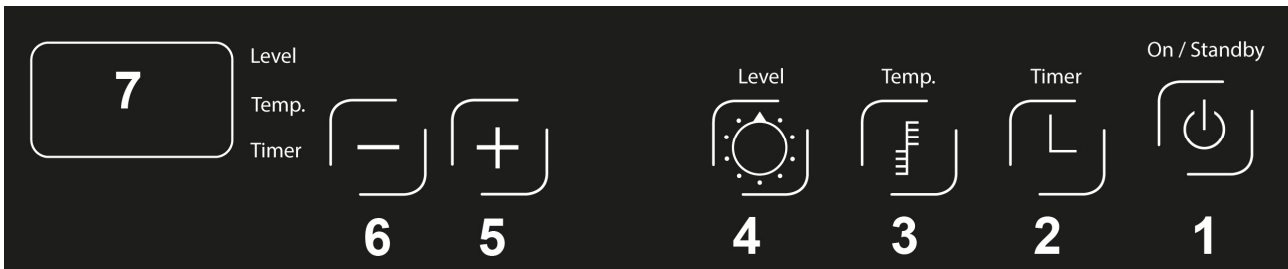 On / Standby
Level
Level Temp. Timer
7
Temp.
Timer
6 5 4 3 2 1